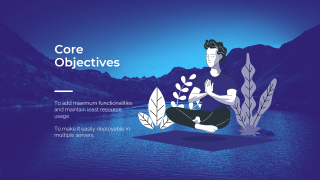 Core
Objectives
To add maximum functionalities
and maintain least resource
usage
To make it easily deployable in
multiple servers